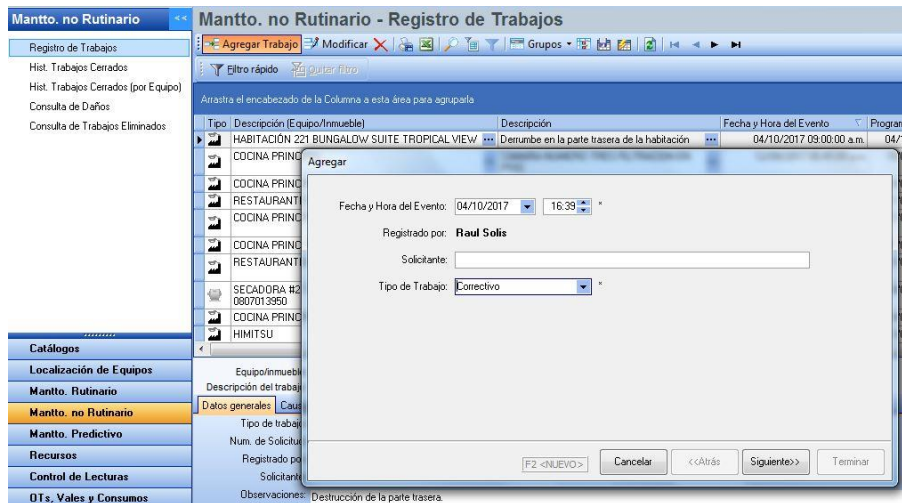 Mantto. no Rutinario <<
Registro de Trabajos
Hist. Trabajos Cerrados
Hist. Trabajos Cerrados (por Equipo)
Consulta de Daños
Consulta de Trabajos Eliminados
Catálogos
Localización de Equipos
Mantto. Rutinario
Mantto. no Rutinario
Mantto. Predictivo
Recursos
Control de Lecturas
OTs, Vales y Consumos
Mantto. no Rutinario - Registro de Trabajos
Agregar Trabajo Modificar Grupos
Filtro rápido Quitar filtro
Arrastra el encabezado de la Columna a esta área para agruparla
Tipo Descripción (Equipo/Inmueble) Descripción Fecha y Hora del Evento Program
HABITACIÓN 221 BUNGALOW SUITE TROPICAL VIEW ... Derrumbe en la parte trasera de la habitación ... 04/10/2017 09:00:00 a.m. 04/
COCINA PRINC
COCINA PRINC
RESTAURANT
COCINA PRINC
COCINA PRINC
RESTAURANT
SECADORA #2
0807013950
COCINA PRINC
HIMITSU
Agregar
Fecha y Hora del Evento: 04/10/2017 16:39 *
Registrado por: Raul Solis
Solicitante:
Tipo de Trabajo: Correctivo *
F2 <NUEVO> Cancelar <<Atrás Siguiente>> Terminar
Equipo/inmueble
Descripción del trabaj
Datos generales Caus
Tipo de trabajo
Num. de Solicitud
Registrado po
Solicitante
Observaciones: Destrucción de la parte trasera.